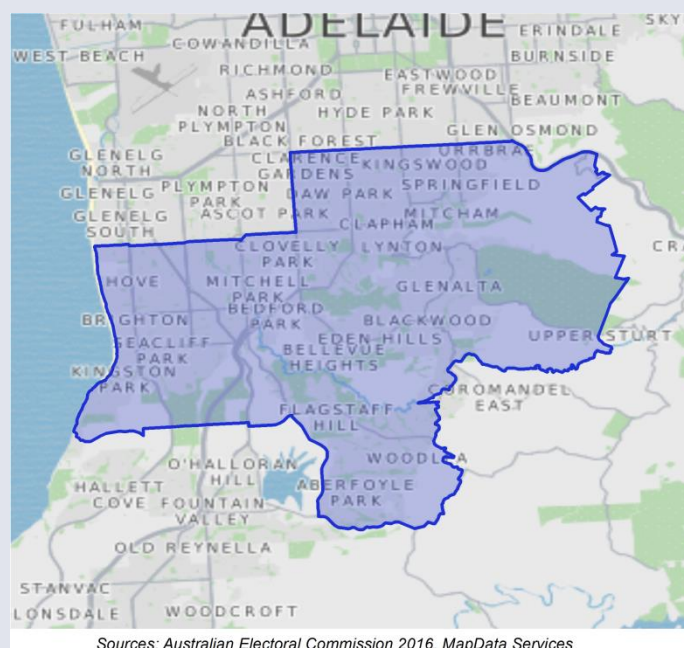 ADELAIDE
SKY
FULHAM
ERINDALE
COWANDILLA
WEST BEACH
BURNSIDE
RICHMOND
EASTWOOD
ASHFORD
FREWVILLE
BEAUMONT
NORTH
PLYMPTON
HYDE PARK
GLEN OSMOND
BLACK FOREST
URRBRAE
GLENELG
NORTH
CLARENCE
GARDENS
KINGSWOOD
GLENELG
PLYMPTON
PARK
DAW PARK
SPRINGFIELD
GLENELG
SOUTH
ASCOT PARK
MITCHAM
CLAPHAM
CLOVELLY
PARK
LYNTON
CRA
HOVE
MITCHELL
PARK
GLENALTA
BRIGHTON
BEDFORD
PARK
BLACKWOOD
SEACLIFF
PARK
EDEN HILLS
UPPER STURT
BELLEVUE
HEIGHTS
KINGSTON
PARK
COROMANDEL
EAST
FLAGSTAFF
HILL
O'HALLORAN
HILL
WOODLEA
HALLETT
COVE
ABERFOYLE
PARK
FOUNTAIN
VALLEY
OLD REYNELLA
STANVAC
LONSDALE
WOODCROFT
Sources: Australian Electoral Commission 2016, MapData Services